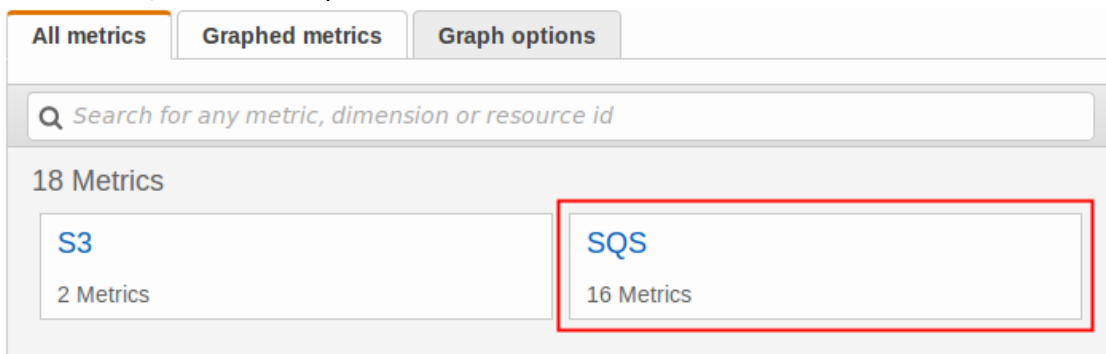 All metrics Graphed metrics Graph options
Search for any metric, dimension or resource id
18 Metrics
S3 SQS
2 Metrics 16 Metrics